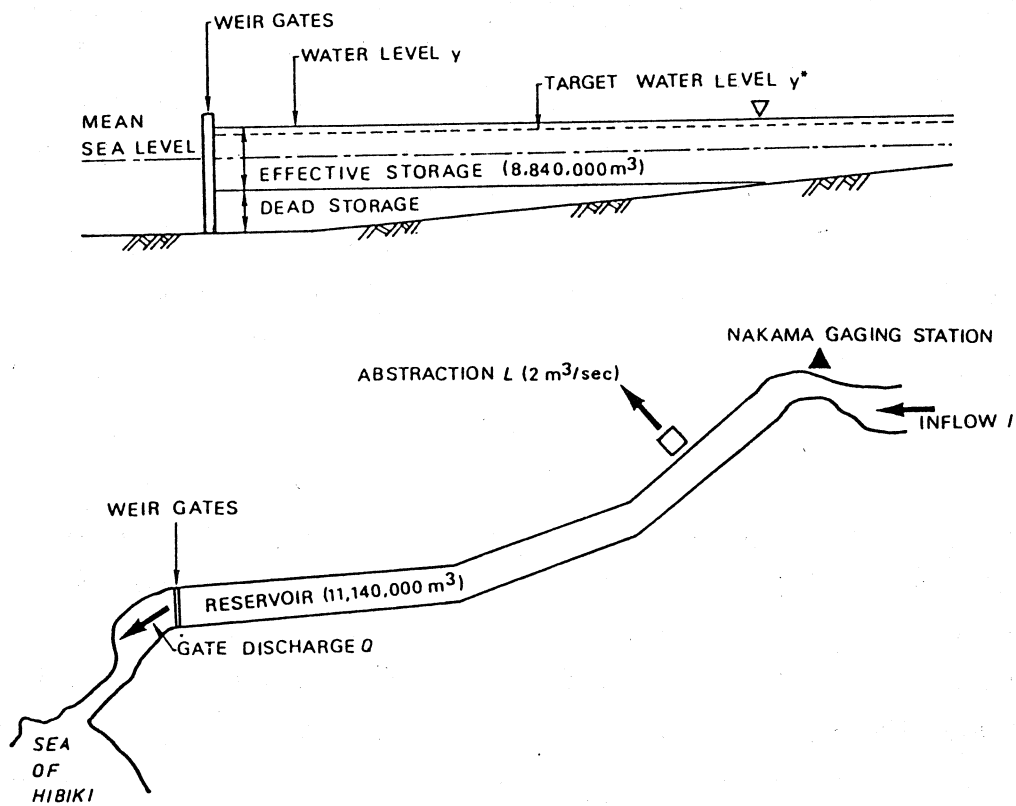 WEIR GATES
WATER LEVEL y
TARGET WATER LEVEL y*
MEAN
SEA LEVEL
EFFECTIVE STORAGE (8.840.000m³)
DEAD STORAGE
NAKAMA GAGING STATION
ABSTRACTION L (2 m³/sec)
INFLOW I
WEIR GATES
RESERVOIR (11,140,000 m³)
GATE DISCHARGE Q
SEA
OF
HIBIKI